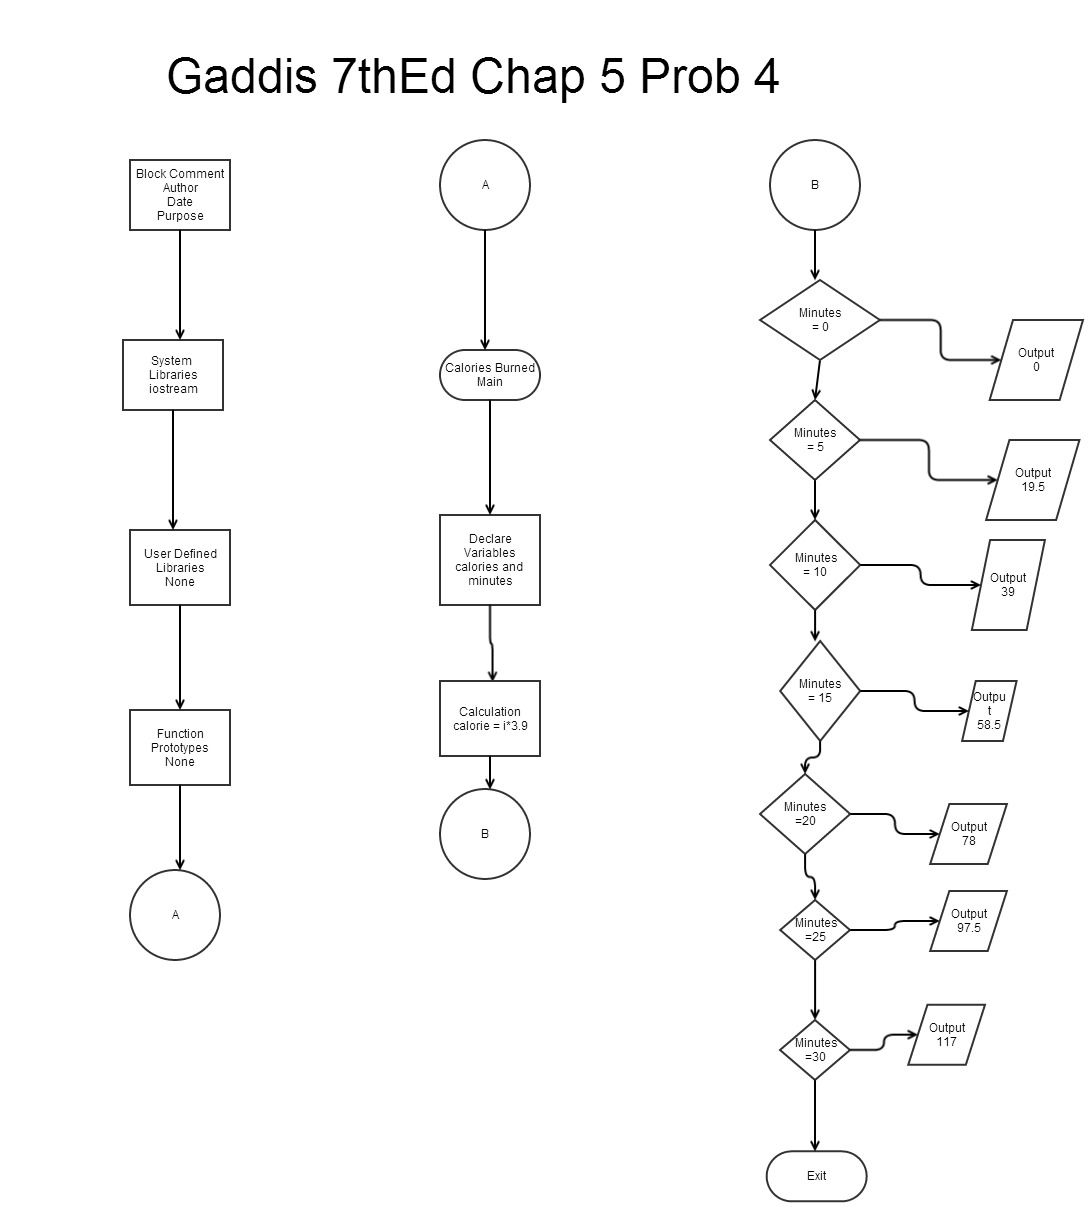 Gaddis 7thEd Chap 5 Prob 4
Block Comment
Author
Date
Purpose
System
Libraries
iostream
User Defined
Libraries
None
Function
Prototypes
None
A
A
Calories Burned
Main
Declare
Variables
calories and
minutes
Calculation
calorie = i*3.9
B
B
Minutes
= 0
Output
0
Minutes
= 5
Output
19.5
Minutes
= 10
Output
39
Minutes
= 15
Outpu
t
58.5
Minutes
=20
Output
78
Minutes
=25
Output
97.5
Minutes
=30
Output
117
Exit